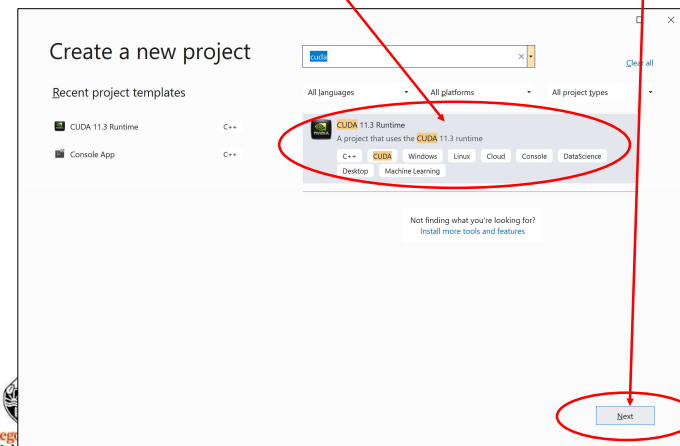 Create a new project
cuda
Clear all
Recent project templates
All languages All platforms All project types
CUDA 11.3 Runtime C++
Console App C++
NVIDIA
CUDA 11.3 Runtime
A project that uses the CUDA 11.3 runtime
C++ CUDA Windows Linux Cloud Console DataScience
Desktop Machine Learning
Not finding what you're looking for?
Install more tools and features
Next